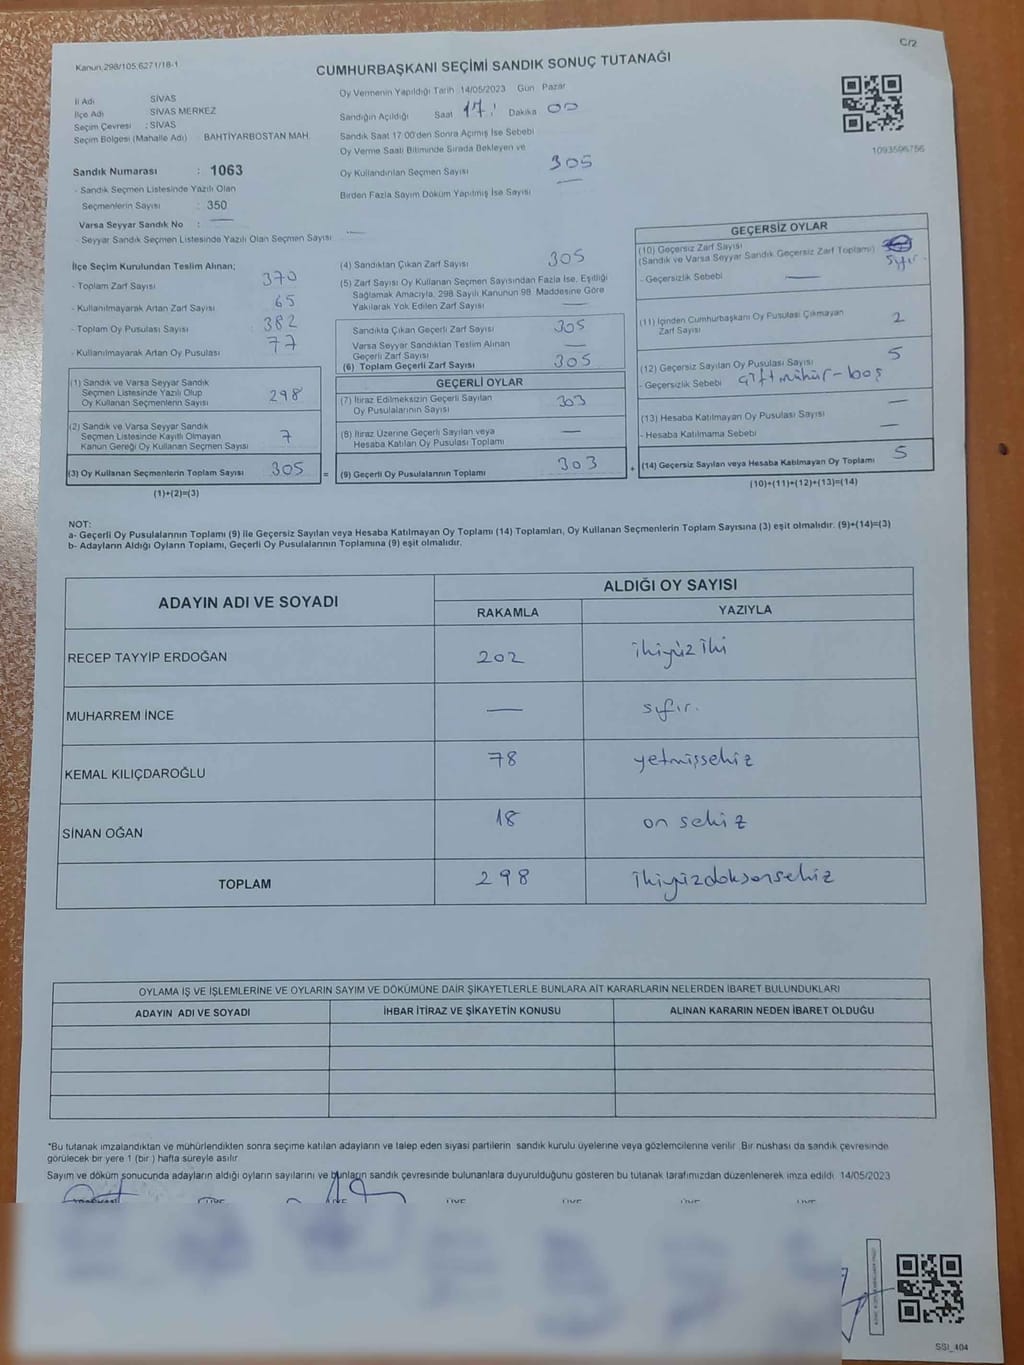 C/2
Kanun 298/105 6271/18-1
CUMHURBAŞKANI SEÇİMİ SANDIK SONUÇ TUTANAĞI
İl Adı SİVAS
İlçe Adı SİVAS MERKEZ
Seçim Çevresi : SİVAS
Seçim Bölgesi (Mahalle Adı) BAHTİYARBOSTAN MAH.
Sandık Numarası : 1063
- Sandık Seçmen Listesinde Yazılı Olan
Seçmenlerin Sayısı : 350
Varsa Seyyar Sandık No : —
- Seyyar Sandık Seçmen Listesinde Yazılı Olan Seçmen Sayısı —
Oy Vermenin Yapıldığı Tarih 14/05/2023 Gün Pazar
Sandığın Açıldığı Saat 17: Dakika 00
Sandık Saat 17:00'den Sonra Açımış İse Sebebi
Oy Verme Saati Bitiminde Sırada Bekleyen ve
Oy Kullandırılan Seçmen Sayısı 305
Birden Fazla Sayım Döküm Yapılmış İse Sayısı —
1093596756
İlçe Seçim Kurulundan Teslim Alınan;
- Toplam Zarf Sayısı 370
- Kullanılmayarak Artan Zarf Sayısı 65
- Toplam Oy Pusulası Sayısı 382
- Kullanılmayarak Artan Oy Pusulası 77
(1) Sandık ve Varsa Seyyar Sandık
Seçmen Listesinde Yazılı Olup
Oy Kullanan Seçmenlerin Sayısı 298
(2) Sandık ve Varsa Seyyar Sandık
Seçmen Listesinde Kayıtlı Olmayan
Kanun Gereği Oy Kullanan Seçmen Sayısı 7
(3) Oy Kullanan Seçmenlerin Toplam Sayısı 305 =
(1)+(2)=(3)
(4) Sandıktan Çıkan Zarf Sayısı 305
(5) Zarf Sayısı Oy Kullanan Seçmen Sayısından Fazla İse, Eşitliği
Sağlamak Amacıyla, 298 Sayılı Kanunun 98. Maddesine Göre
Yakılarak Yok Edilen Zarf Sayısı —
Sandıkta Çıkan Geçerli Zarf Sayısı 305
Varsa Seyyar Sandıktan Teslim Alınan
Geçerli Zarf Sayısı —
(6) Toplam Geçerli Zarf Sayısı 305
GEÇERLİ OYLAR
(7) İtiraz Edilmeksizin Geçerli Sayılan
Oy Pusulalarının Sayısı 303
(8) İtiraz Üzerine Geçerli Sayılan veya
Hesaba Katılan Oy Pusulası Toplamı —
(9) Geçerli Oy Pusulalarının Toplamı 303 +
GEÇERSİZ OYLAR
(10) Geçersiz Zarf Sayısı
(Sandık ve Varsa Seyyar Sandık Geçersiz Zarf Toplamı) Sıfır.
- Geçersizlik Sebebi —
(11) İçinden Cumhurbaşkanı Oy Pusulası Çıkmayan
Zarf Sayısı 2
(12) Geçersiz Sayılan Oy Pusulası Sayısı 5
- Geçersizlik Sebebi Çift mühür-boş
(13) Hesaba Katılmayan Oy Pusulası Sayısı —
- Hesaba Katılmama Sebebi —
(14) Geçersiz Sayılan veya Hesaba Katılmayan Oy Toplamı 5
(10)+(11)+(12)+(13)=(14)
NOT:
a- Geçerli Oy Pusulalarının Toplamı (9) ile Geçersiz Sayılan veya Hesaba Katılmayan Oy Toplamı (14) Toplamları, Oy Kullanan Seçmenlerin Toplam Sayısına (3) eşit olmalıdır. (9)+(14)=(3)
b- Adayların Aldığı Oyların Toplamı, Geçerli Oy Pusulalarının Toplamına (9) eşit olmalıdır.
ADAYIN ADI VE SOYADI ALDIĞI OY SAYISI
RAKAMLA YAZIYLA
RECEP TAYYİP ERDOĞAN 202 ikiyüz iki
MUHARREM İNCE — sıfır.
KEMAL KILIÇDAROĞLU 78 yetmişsekiz
SİNAN OĞAN 18 on sekiz
TOPLAM 298 ikiyüzdoksansekiz
OYLAMA İŞ VE İŞLEMLERİNE VE OYLARIN SAYIM VE DÖKÜMÜNE DAİR ŞİKAYETLERLE BUNLARA AİT KARARLARIN NELERDEN İBARET BULUNDUKLARI
ADAYIN ADI VE SOYADI İHBAR İTİRAZ VE ŞİKAYETİN KONUSU ALINAN KARARIN NEDEN İBARET OLDUĞU
*Bu tutanak imzalandıktan ve mühürlendikten sonra seçime katılan adayların ve talep eden siyasi partilerin sandık kurulu üyelerine veya gözlemcilerine verilir. Bir nüshası da sandık çevresinde
görülecek bir yere 1 (bir ) hafta süreyle asılır.
Sayım ve döküm sonucunda adayların aldığı oyların sayılarını ve bunların sandık çevresinde bulunanlara duyurulduğunu gösteren bu tutanak tarafımızdan düzenlenerek imza edildi. 14/05/2023
SSI_404